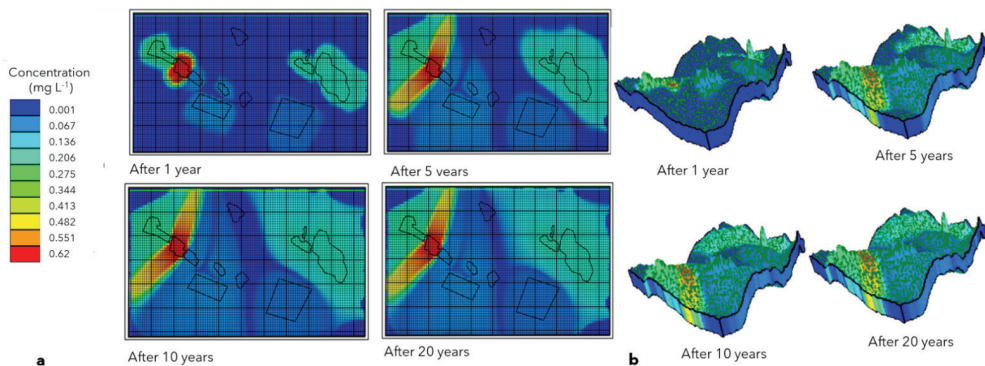 Concentration
(mg L-1)
0.001
0.067
0.136
0.206
0.275
0.344
0.413
0.482
0.551
0.62
After 1 year
After 5 years
After 10 years
After 20 years
a
After 1 year
After 5 years
After 10 years
After 20 years
b